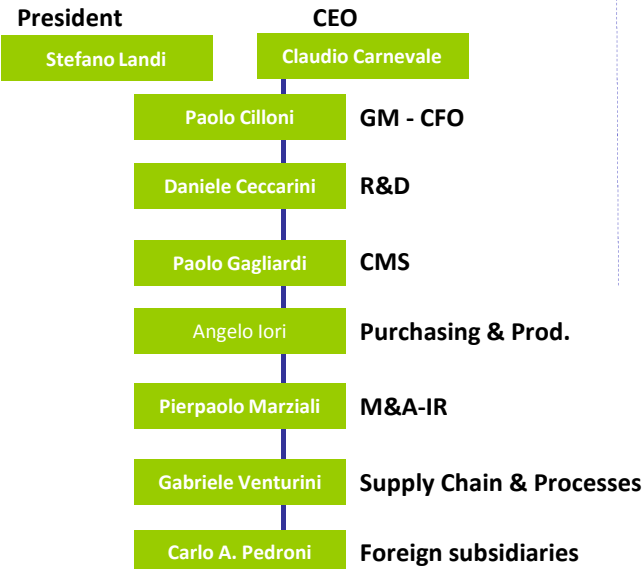 President CEO
Stefano Landi Claudio Carnevale
Paolo Cilloni GM - CFO
Daniele Ceccarini R&D
Paolo Gagliardi CMS
Angelo Iori Purchasing & Prod.
Pierpaolo Marziali M&A-IR
Gabriele Venturini Supply Chain & Processes
Carlo A. Pedroni Foreign subsidiaries